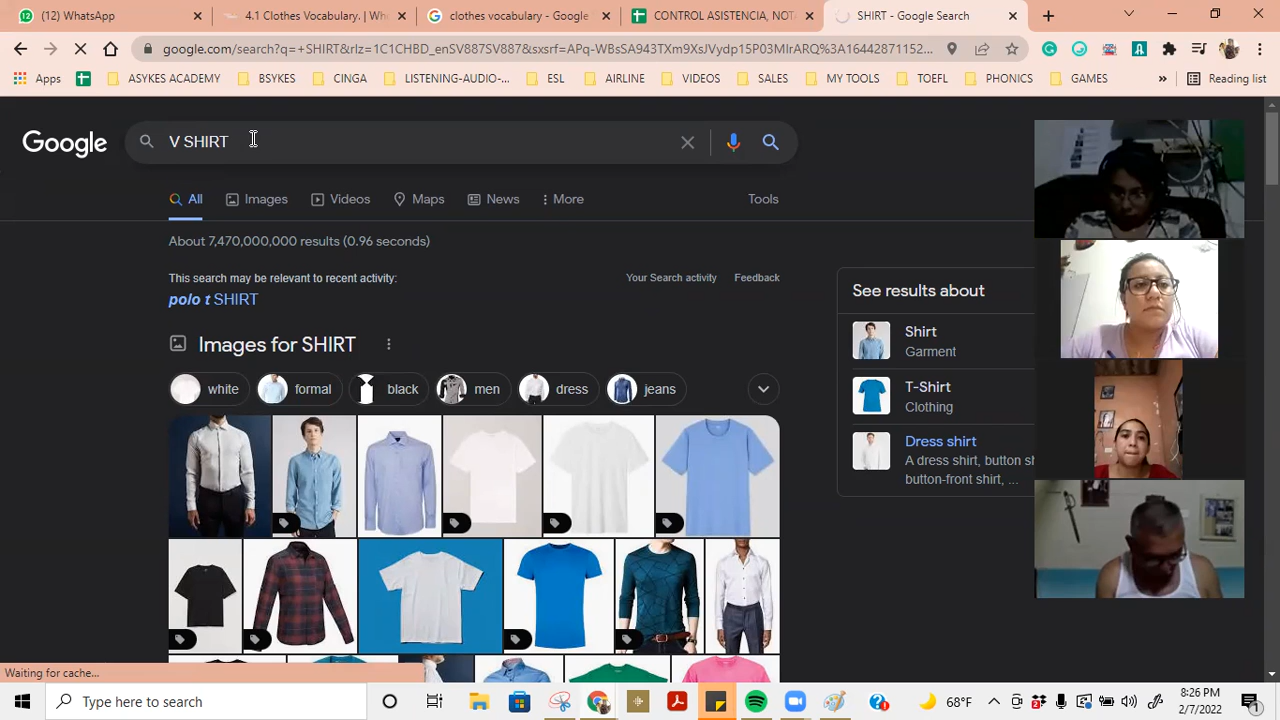 (12) WhatsApp
4.1 Clothes Vocabulary. | Wh
clothes vocabulary - Google
CONTROL ASISTENCIA, NOT
SHIRT - Google Search
google.com/search?q=+SHIRT&rlz=1C1CHBD_enSV887SV887&sxsrf=APq-WBsSA943TXm9XsJVydp15P03MIrARQ%3A16442871152...
Apps
ASYKES ACADEMY
BSYKES
CINGA
LISTENING-AUDIO-...
ESL
AIRLINE
VIDEOS
SALES
MY TOOLS
TOEFL
PHONICS
GAMES
Reading list
Google
V SHIRT
All
Images
Videos
Maps
News
More
Tools
About 7,470,000,000 results (0.96 seconds)
This search may be relevant to recent activity:
Your Search activity
Feedback
polo t SHIRT
Images for SHIRT
white
formal
black
men
dress
jeans
See results about
Shirt
Garment
T-Shirt
Clothing
Dress shirt
A dress shirt, button sh
button-front shirt, ...
Waiting for cache...
Type here to search
68°F
8:26 PM
2/7/2022